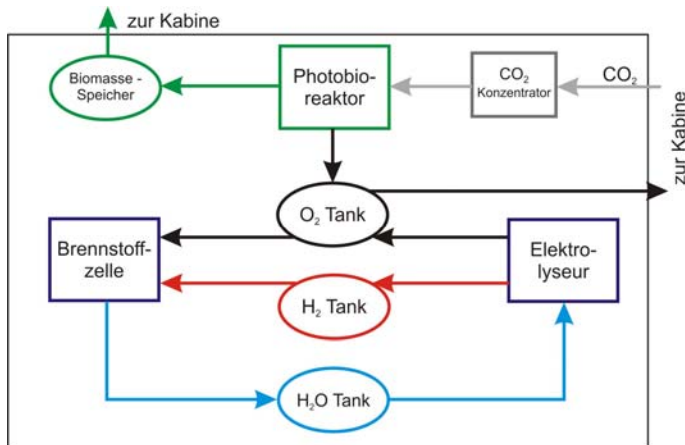 zur Kabine
Biomasse -
Speicher
Photobio-
reaktor
CO₂
Konzentrator
CO₂
zur Kabine
O₂ Tank
Brennstoff-
zelle
Elektro-
lyseur
H₂ Tank
H₂O Tank